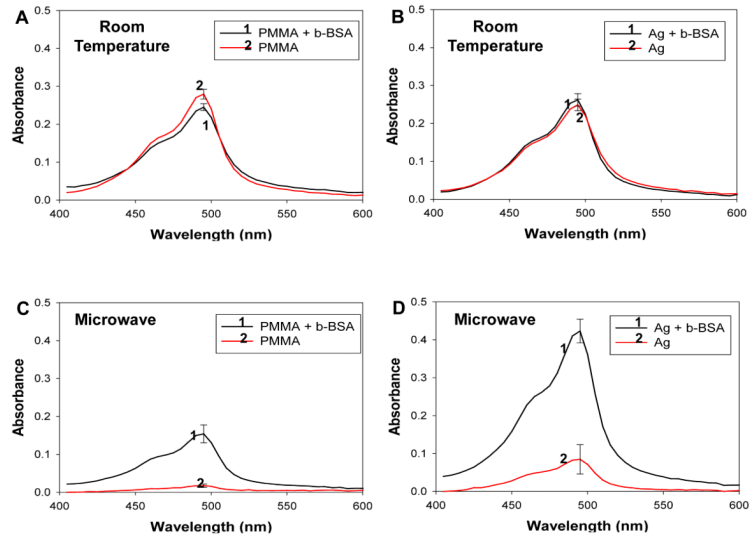 A
Room
Temperature
1 PMMA + b-BSA
2 PMMA
Absorbance
0.5
0.4
0.3
0.2
0.1
0.0
2
1
400 450 500 550 600
Wavelength (nm)
B
Room
Temperature
1 Ag + b-BSA
2 Ag
Absorbance
0.5
0.4
0.3
0.2
0.1
0.0
1
2
400 450 500 550 600
Wavelength (nm)
C
Microwave
1 PMMA + b-BSA
2 PMMA
Absorbance
0.5
0.4
0.3
0.2
0.1
0.0
1
2
400 450 500 550 600
Wavelength (nm)
D
Microwave
1 Ag + b-BSA
2 Ag
Absorbance
0.5
0.4
0.3
0.2
0.1
0.0
1
2
400 450 500 550 600
Wavelength (nm)